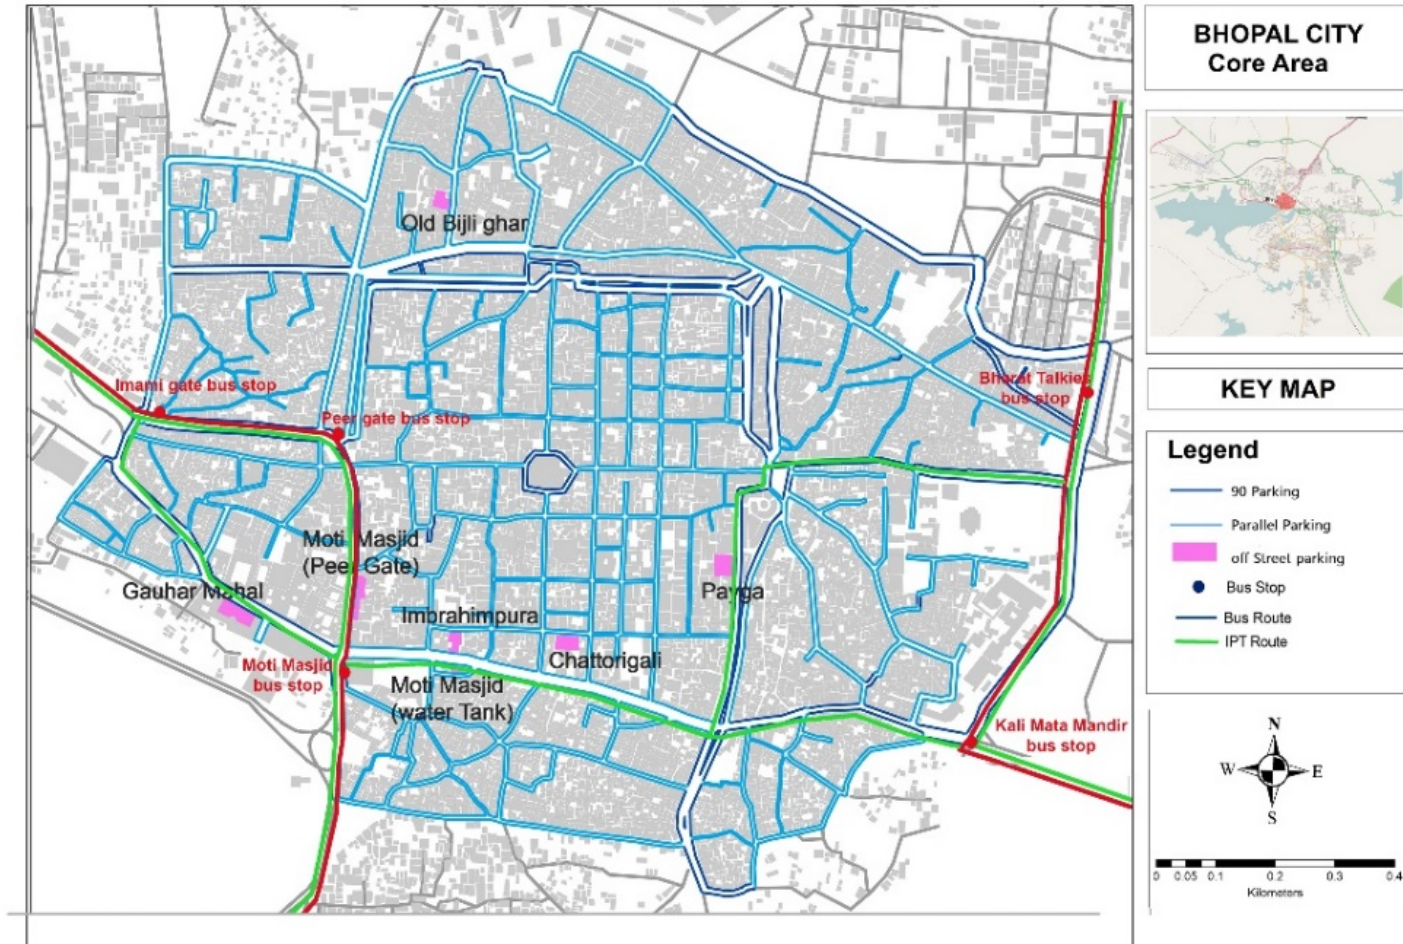 BHOPAL CITY
Core Area
KEY MAP
Legend
90 Parking
Parallel Parking
off Street parking
Bus Stop
Bus Route
IPT Route
N
W
E
S
0 0.05 0.1 0.2 0.3 0.4
Kilometers
Old Bijli ghar
Imami gate bus stop
Peer gate bus stop
Bharat Talkies
bus stop
Moti Masjid
(Peer Gate)
Gauhar Mahal
Imbrahimpura
Payga
Chattorigali
Moti Masjid
bus stop
Moti Masjid
(water Tank)
Kali Mata Mandir
bus stop